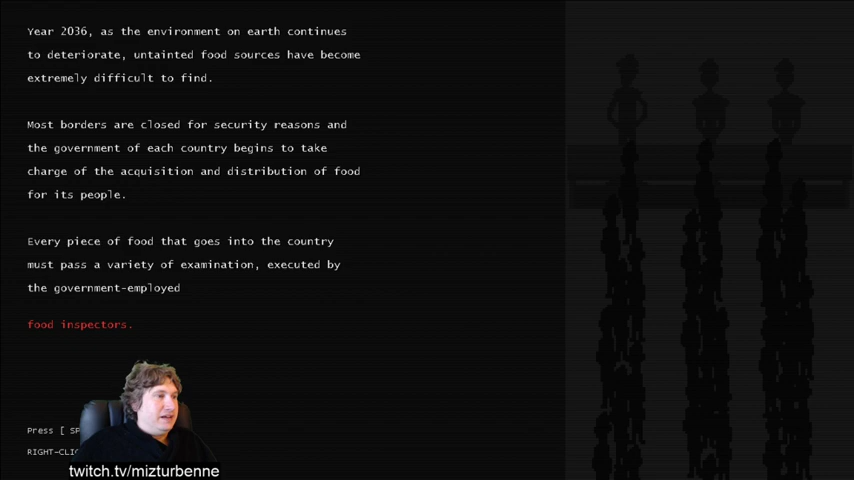 Year 2036, as the environment on earth continues
to deteriorate, untainted food sources have become
extremely difficult to find.
Most borders are closed for security reasons and
the government of each country begins to take
charge of the acquisition and distribution of food
for its people.
Every piece of food that goes into the country
must pass a variety of examination, executed by
the government-employed
food inspectors.
Press [ SP
RIGHT-CLIC
twitch.tv/mizturbenne